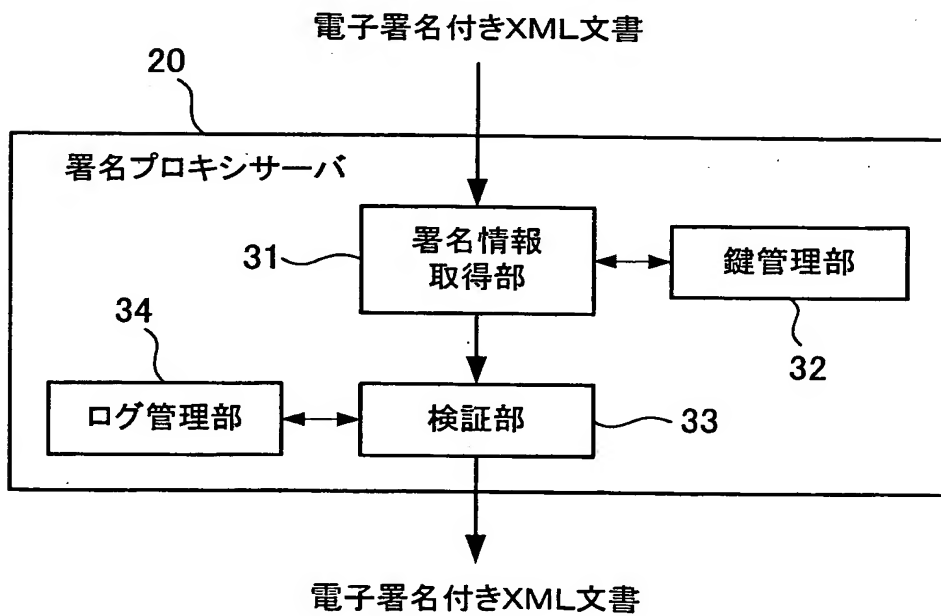 電子署名付きXML文書
20
署名プロキシサーバ
31
署名情報
取得部
鍵管理部
32
34
ログ管理部
検証部
33
電子署名付きXML文書